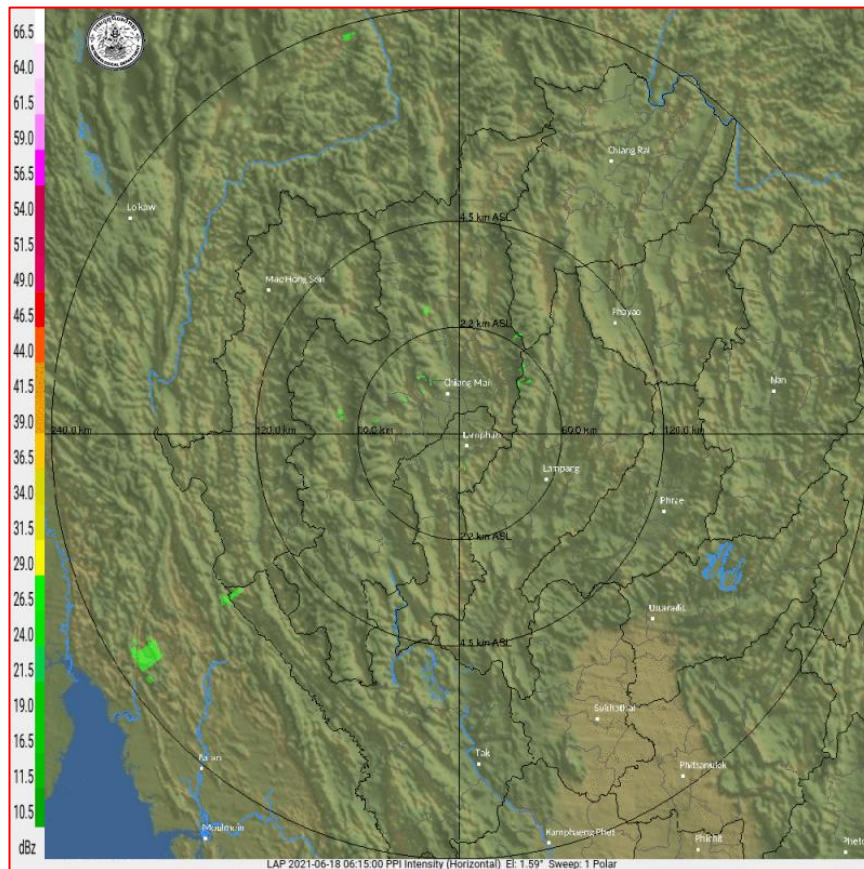 66.5
64.0
61.5
59.0
56.5
54.0
51.5
49.0
46.5
44.0
41.5
39.0
36.5
34.0
31.5
29.0
26.5
24.0
21.5
19.0
16.5
11.5
10.5
dBz
Chiang Rai
Loikaw
4.5 km ASL
Mae Hong Son
Phayao
2.2 km ASL
Chiang Mai
Nan
240.0 km
120.0 km
60.0 km
60.0 km
120.0 km
Lamphun
Lampang
Phrae
2.2 km ASL
Uttaradit
4.5 km ASL
Sukhothai
Tak
Phitsanulok
Moulmein
Kamphaeng Phet
Phichit
LAP 2021-06-18 06:15:00 PPI Intensity (Horizontal) El: 1.59° Sweep: 1 Polar